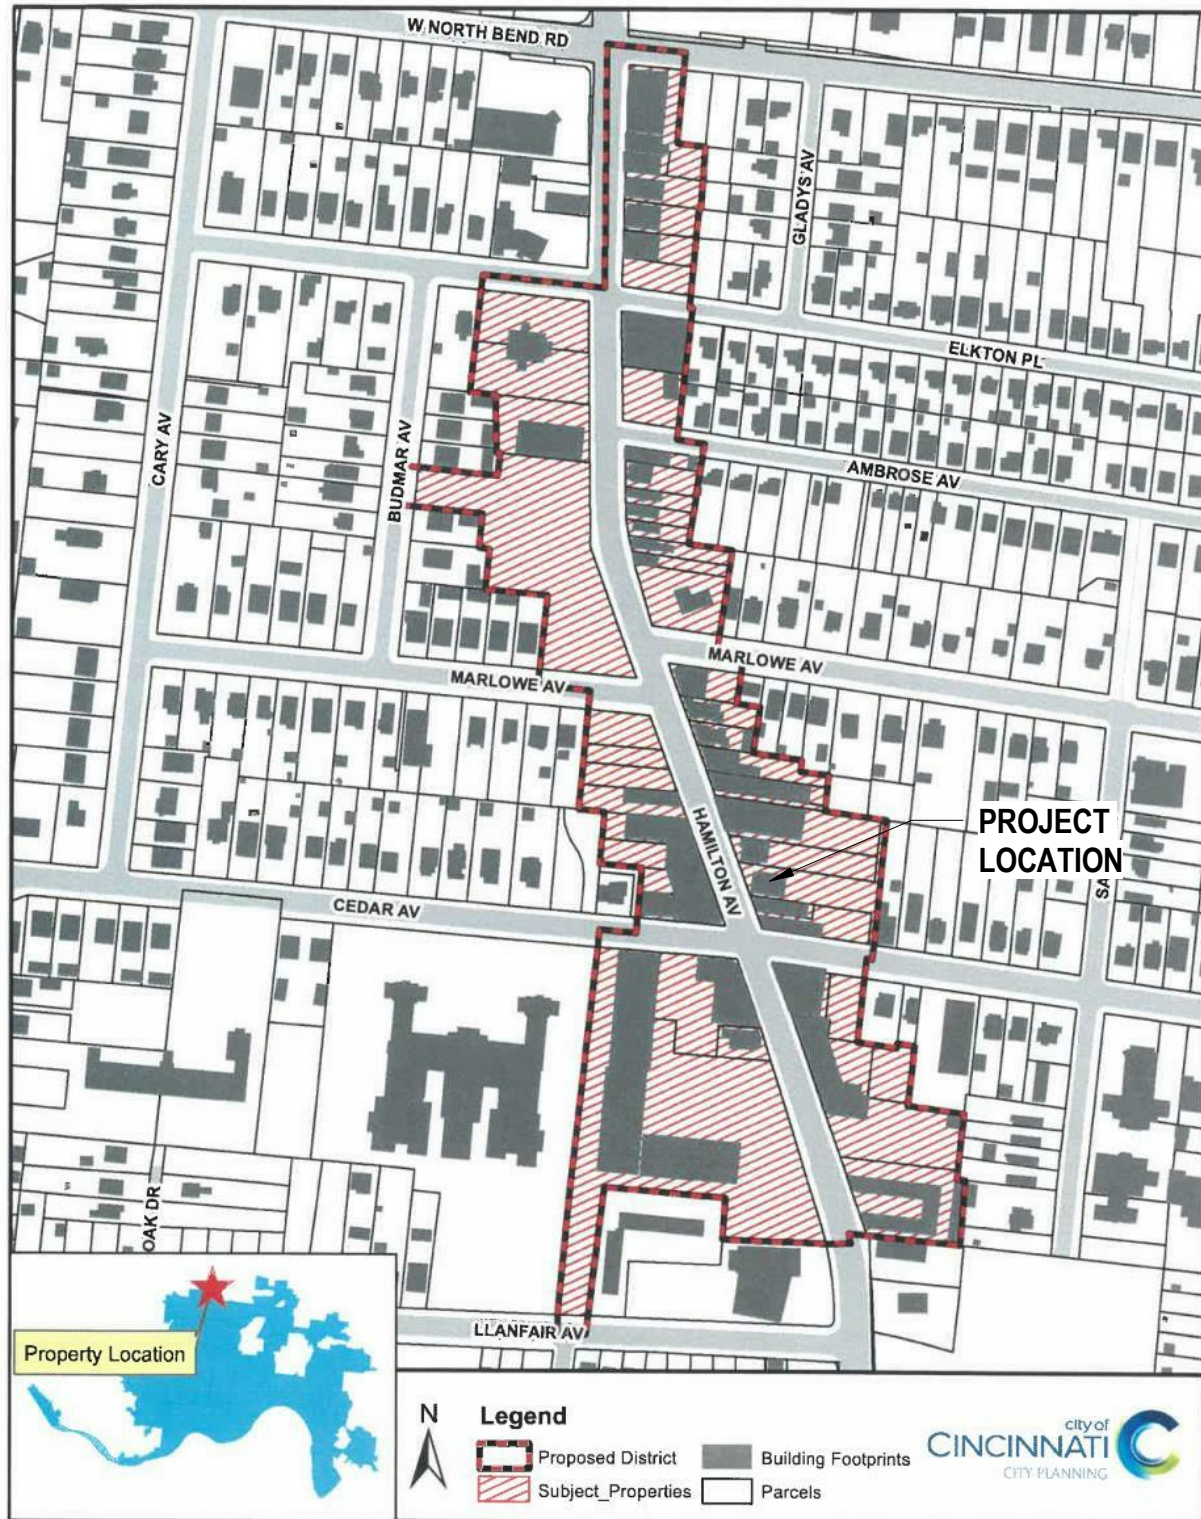 W NORTH BEND RD
GLADYS AV
ELKTON PL
CARY AV
BUDMAR AV
AMBROSE AV
MARLOWE AV
MARLOWE AV
HAMILTON AV
PROJECT
LOCATION
SA
CEDAR AV
OAK DR
LLANFAIR AV
Property Location
N
Legend
Proposed District
Building Footprints
Subject_Properties
Parcels
city of
CINCINNATI
CITY PLANNING